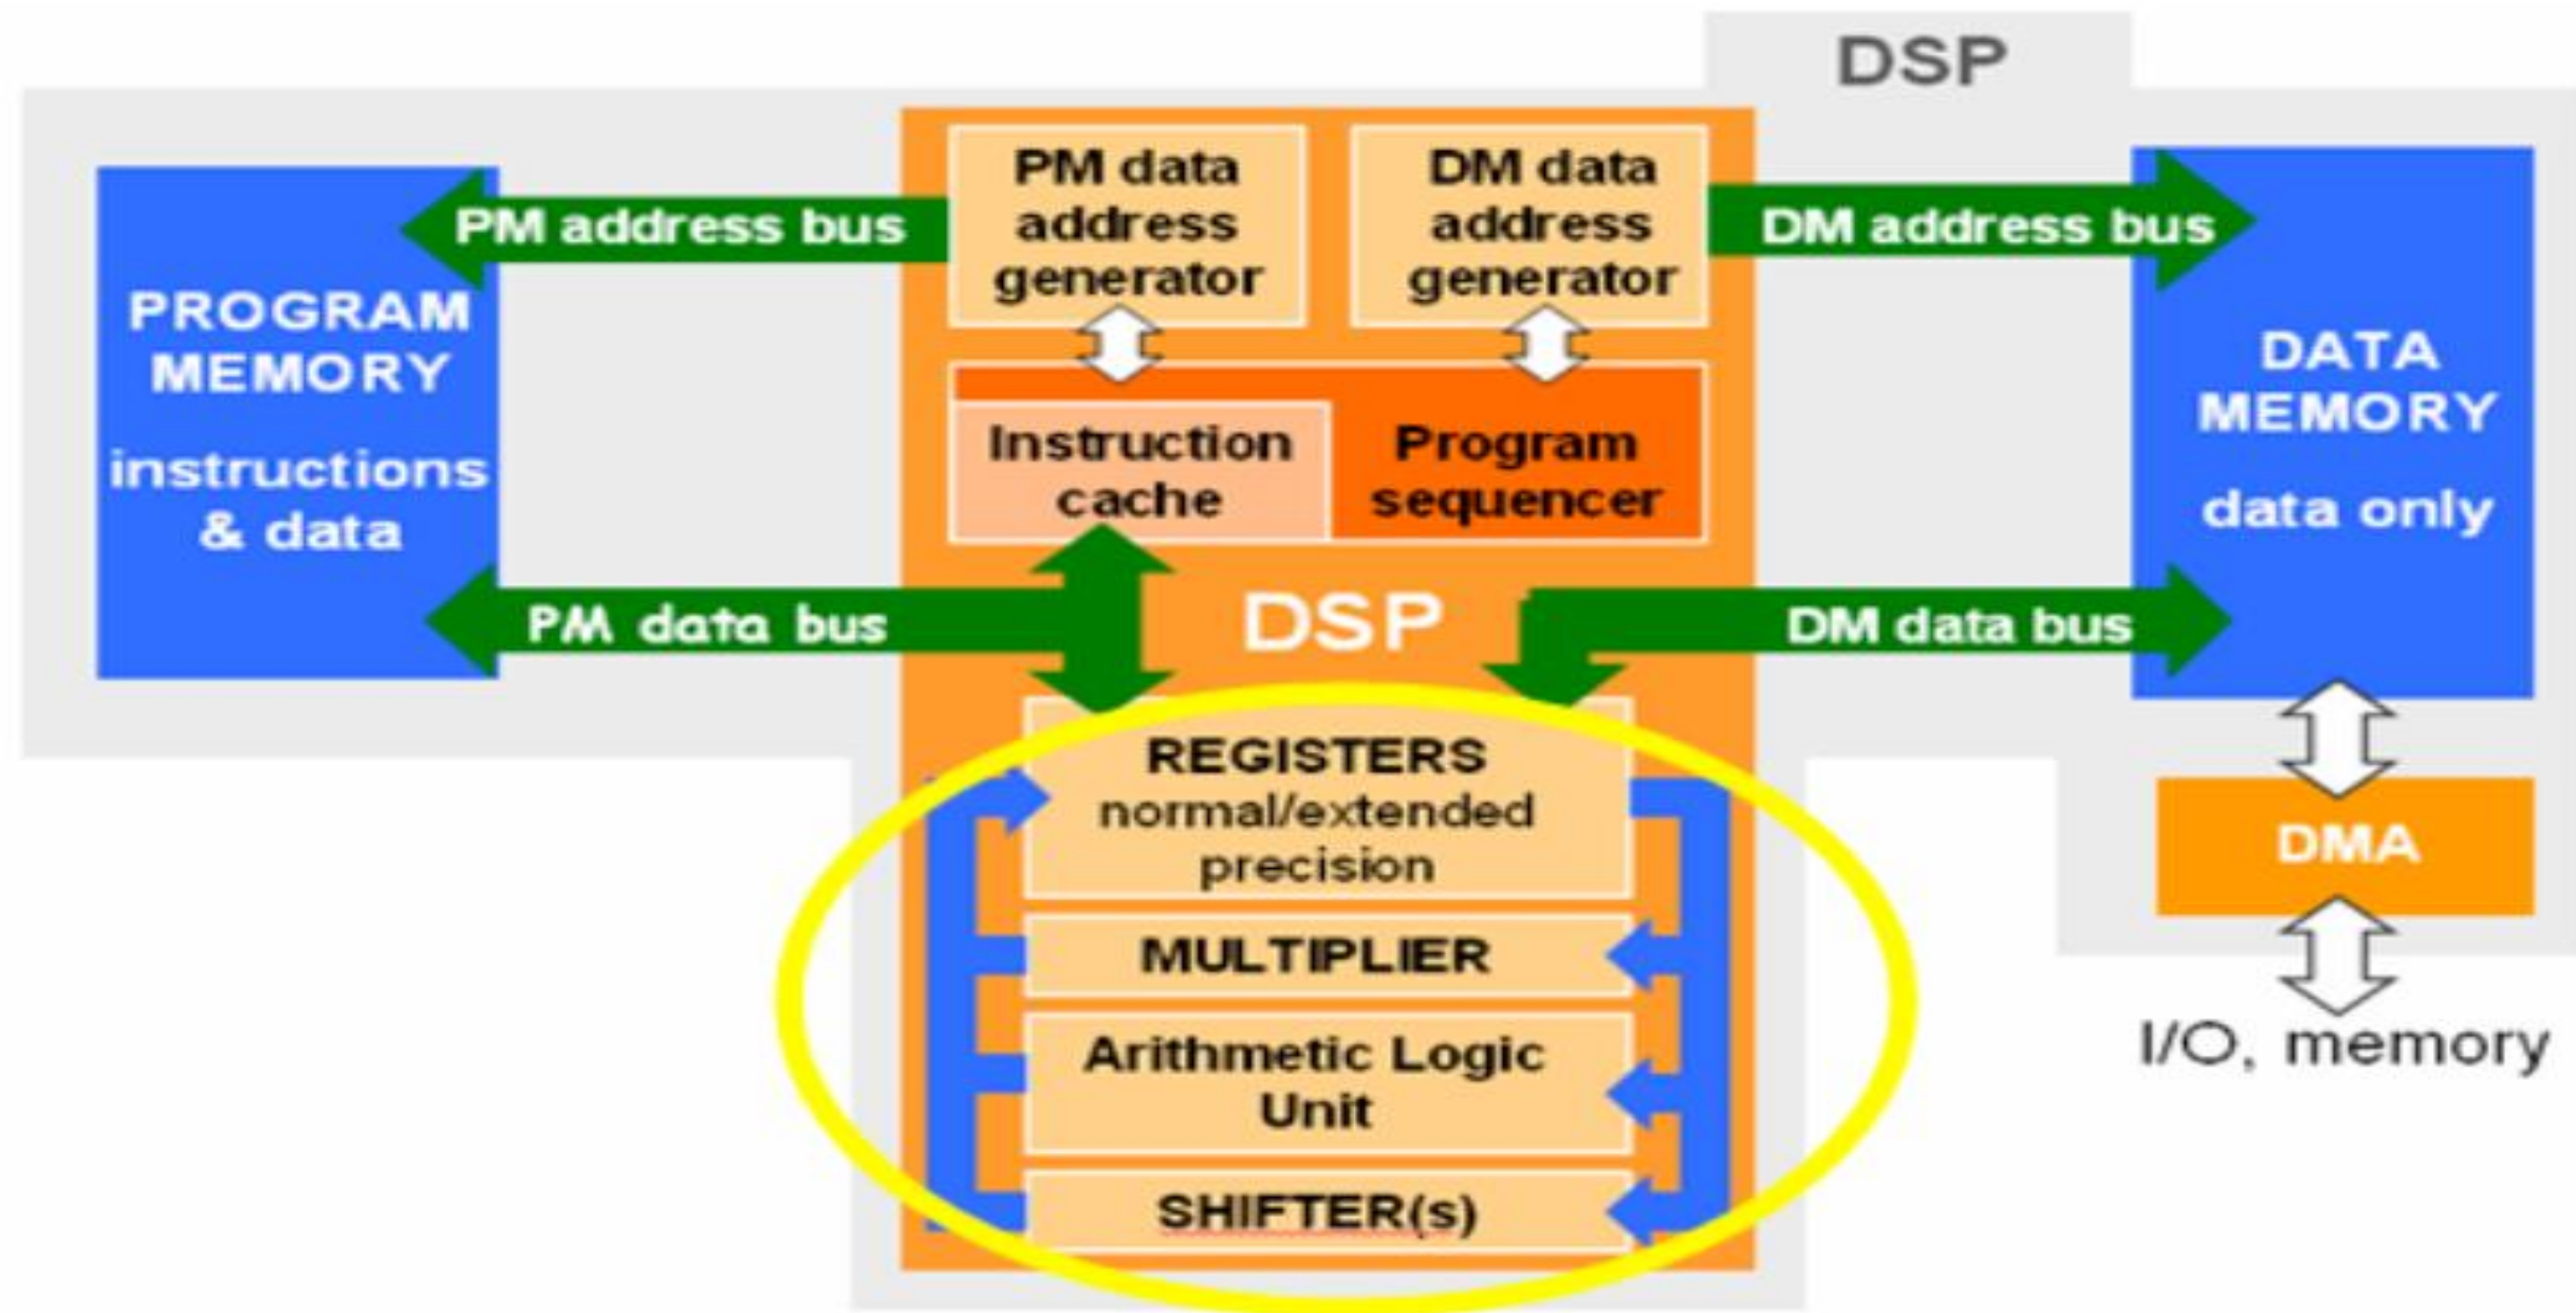 DSP
PM data
address
generator
DM data
address
generator
PM address bus
DM address bus
PROGRAM
MEMORY
instructions
& data
DATA
MEMORY
data only
Instruction
cache
Program
sequencer
PM data bus
DSP
DM data bus
REGISTERS
normal/extended
precision
MULTIPLIER
Arithmetic Logic
Unit
SHIFTER(s)
DMA
I/O, memory